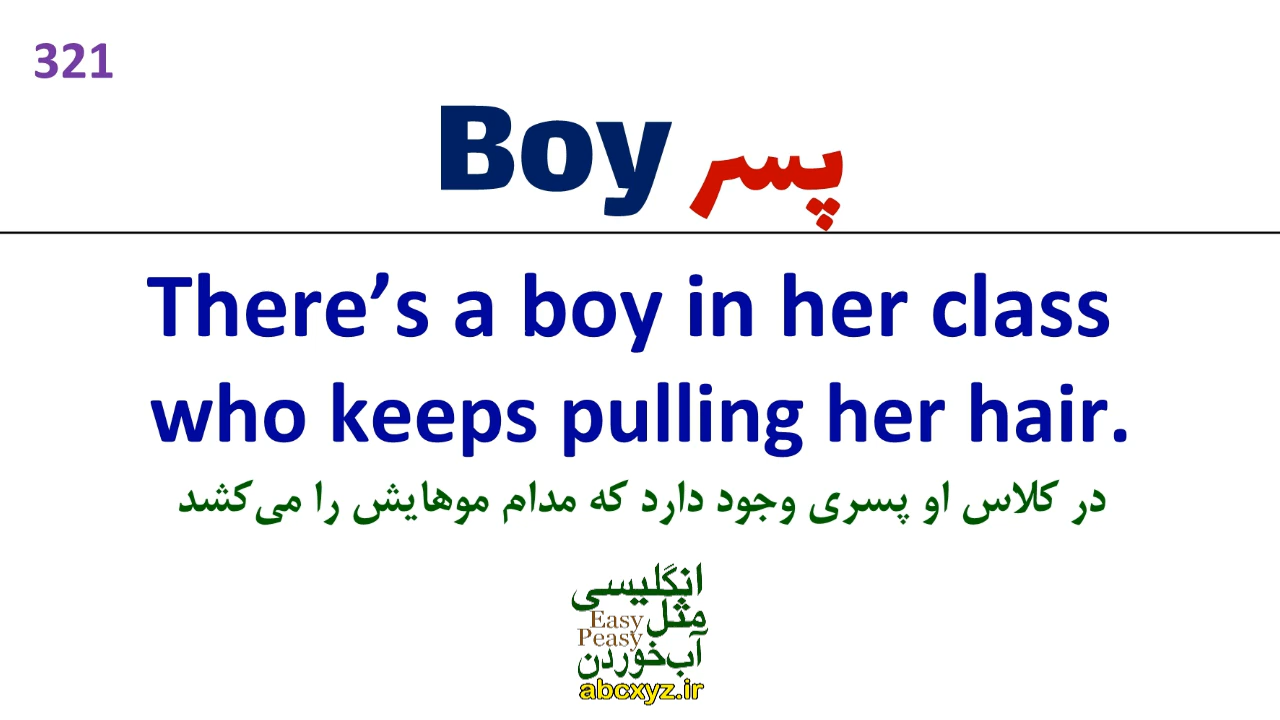 321
Boy پسر
There’s a boy in her class
who keeps pulling her hair.
در کلاس او پسری وجود دارد که مدام موهایش را می‌کشد
انگلیسی
مثل
Easy
Peasy
آب‌خوردن
abcxyz.ir